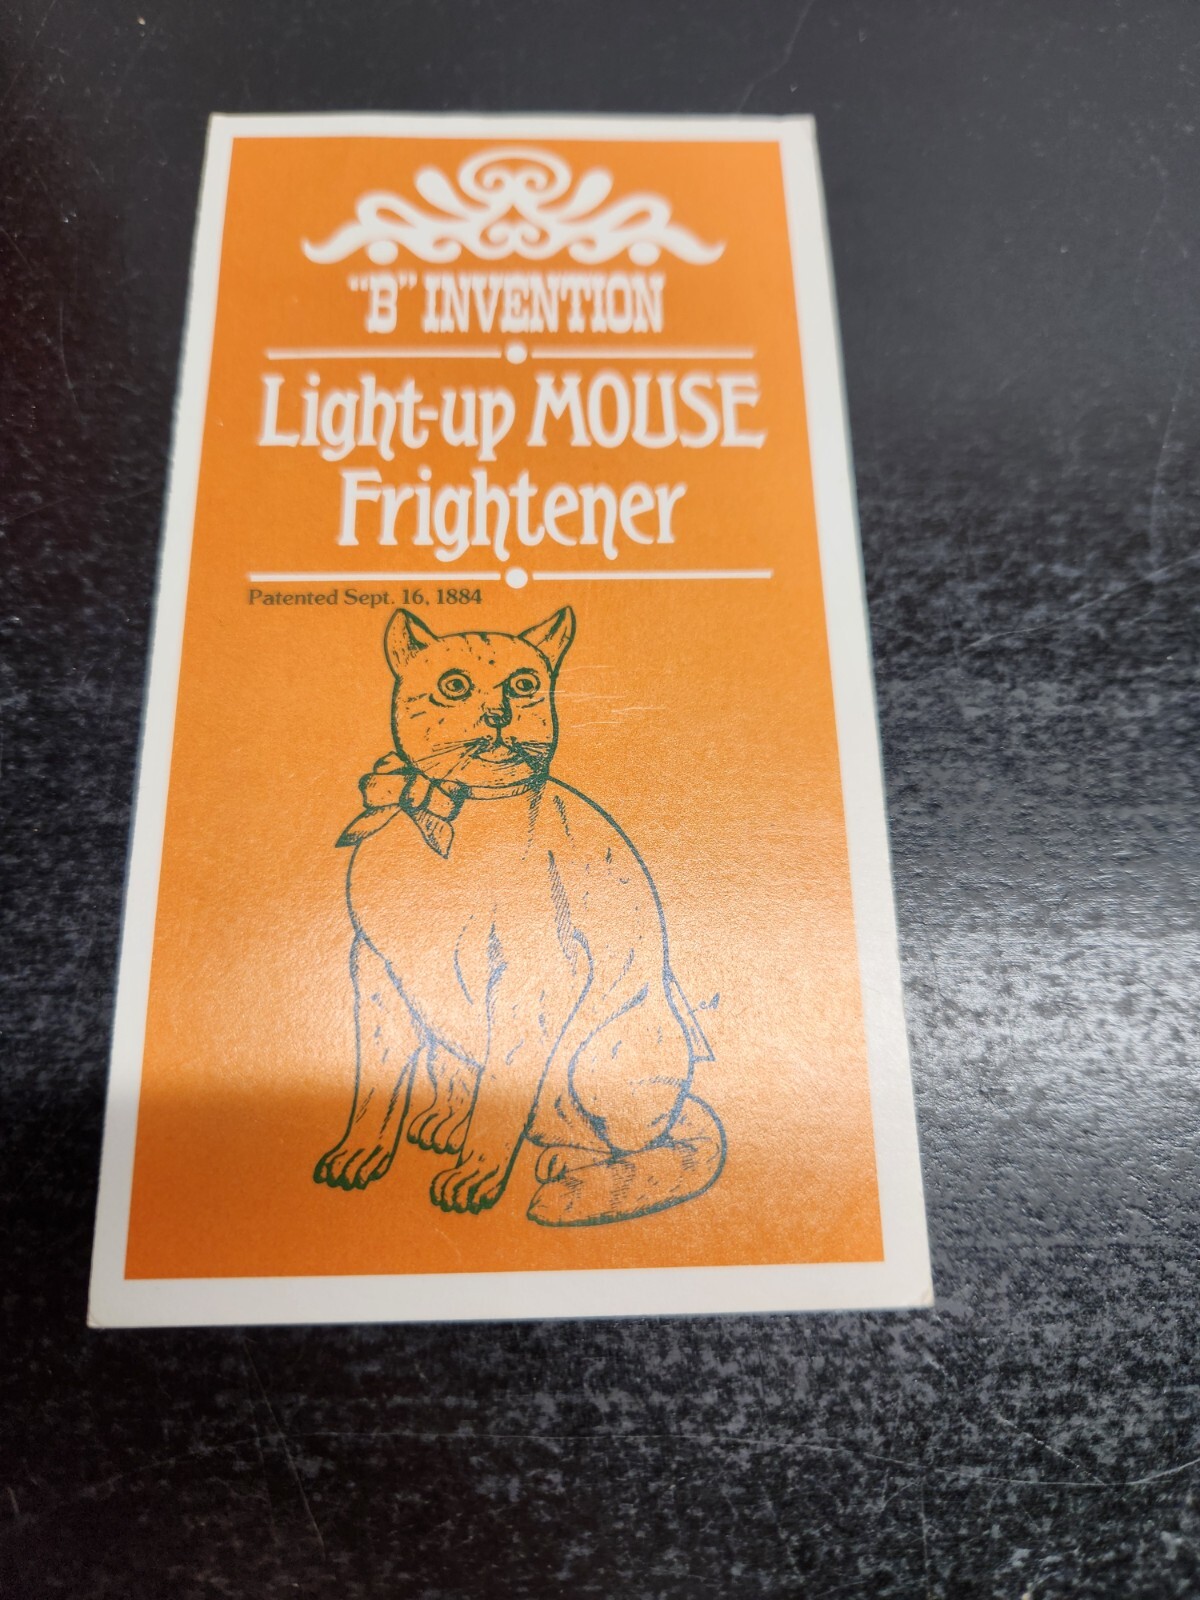 "B" INVENTION
Light-up MOUSE
Frightener
Patented Sept. 16, 1884